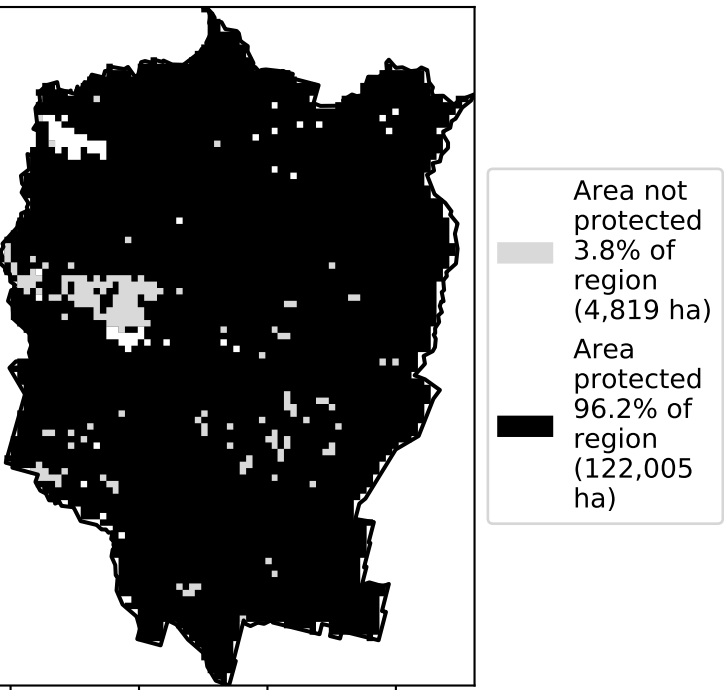 Area not
protected
3.8% of
region
(4,819 ha)
Area
protected
96.2% of
region
(122,005
ha)